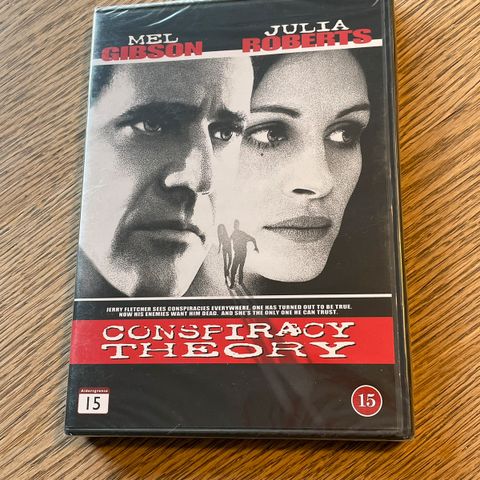 MEL
GIBSON
JULIA
ROBERTS
JERRY FLETCHER SEES CONSPIRACIES EVERYWHERE. ONE HAS TURNED OUT TO BE TRUE.
NOW HIS ENEMIES WANT HIM DEAD. AND SHE'S THE ONLY ONE HE CAN TRUST.
CONSPIRACY
THEORY
Aldersgrense
15
15